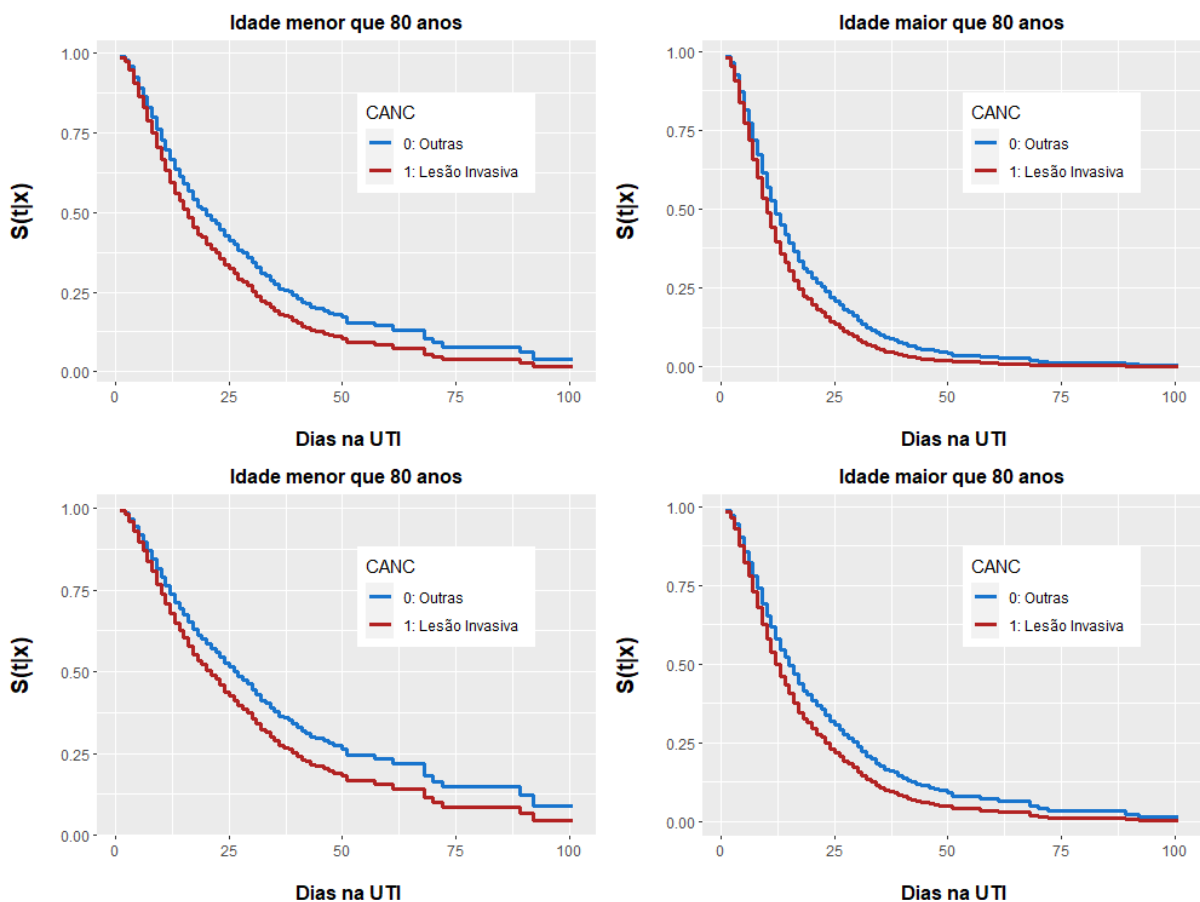 Idade menor que 80 anos
S(t|x)
1.00
0.75
0.50
0.25
0.00
CANC
0: Outras
1: Lesão Invasiva
0 25 50 75 100
Dias na UTI
Idade maior que 80 anos
S(t|x)
1.00
0.75
0.50
0.25
0.00
CANC
0: Outras
1: Lesão Invasiva
0 25 50 75 100
Dias na UTI
Idade menor que 80 anos
S(t|x)
1.00
0.75
0.50
0.25
0.00
CANC
0: Outras
1: Lesão Invasiva
0 25 50 75 100
Dias na UTI
Idade maior que 80 anos
S(t|x)
1.00
0.75
0.50
0.25
0.00
CANC
0: Outras
1: Lesão Invasiva
0 25 50 75 100
Dias na UTI